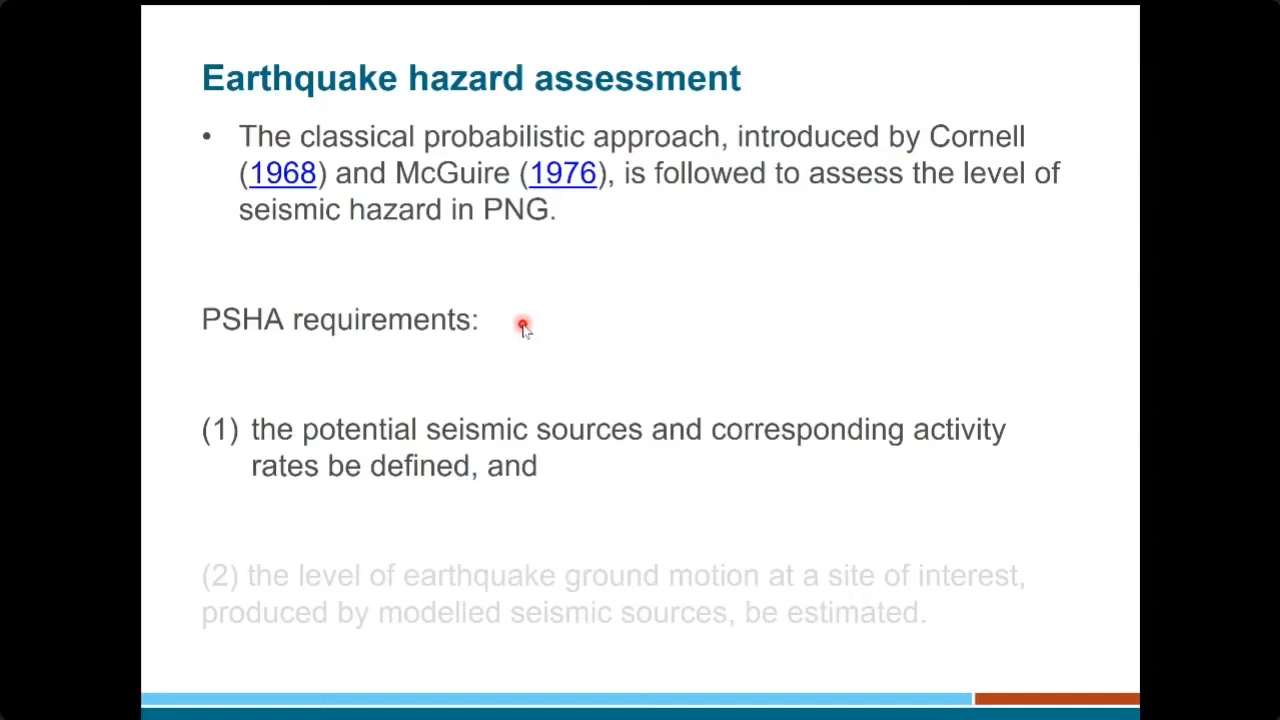 Earthquake hazard assessment
• The classical probabilistic approach, introduced by Cornell
(1968) and McGuire (1976), is followed to assess the level of
seismic hazard in PNG.
PSHA requirements:
(1) the potential seismic sources and corresponding activity
rates be defined, and
(2) the level of earthquake ground motion at a site of interest,
produced by modelled seismic sources, be estimated.